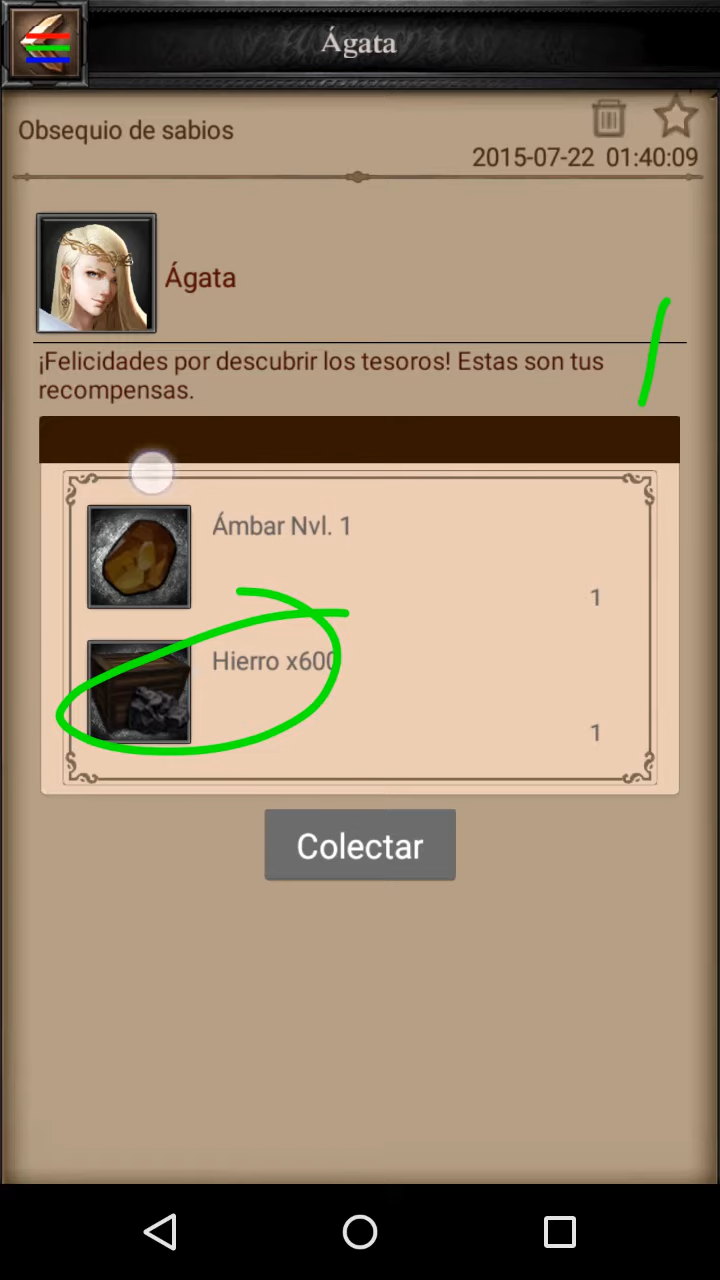 Ágata
Obsequio de sabios
2015-07-22 01:40:09
Ágata
¡Felicidades por descubrir los tesoros! Estas son tus
recompensas.
Ámbar Nvl. 1
1
Hierro x600
1
Colectar